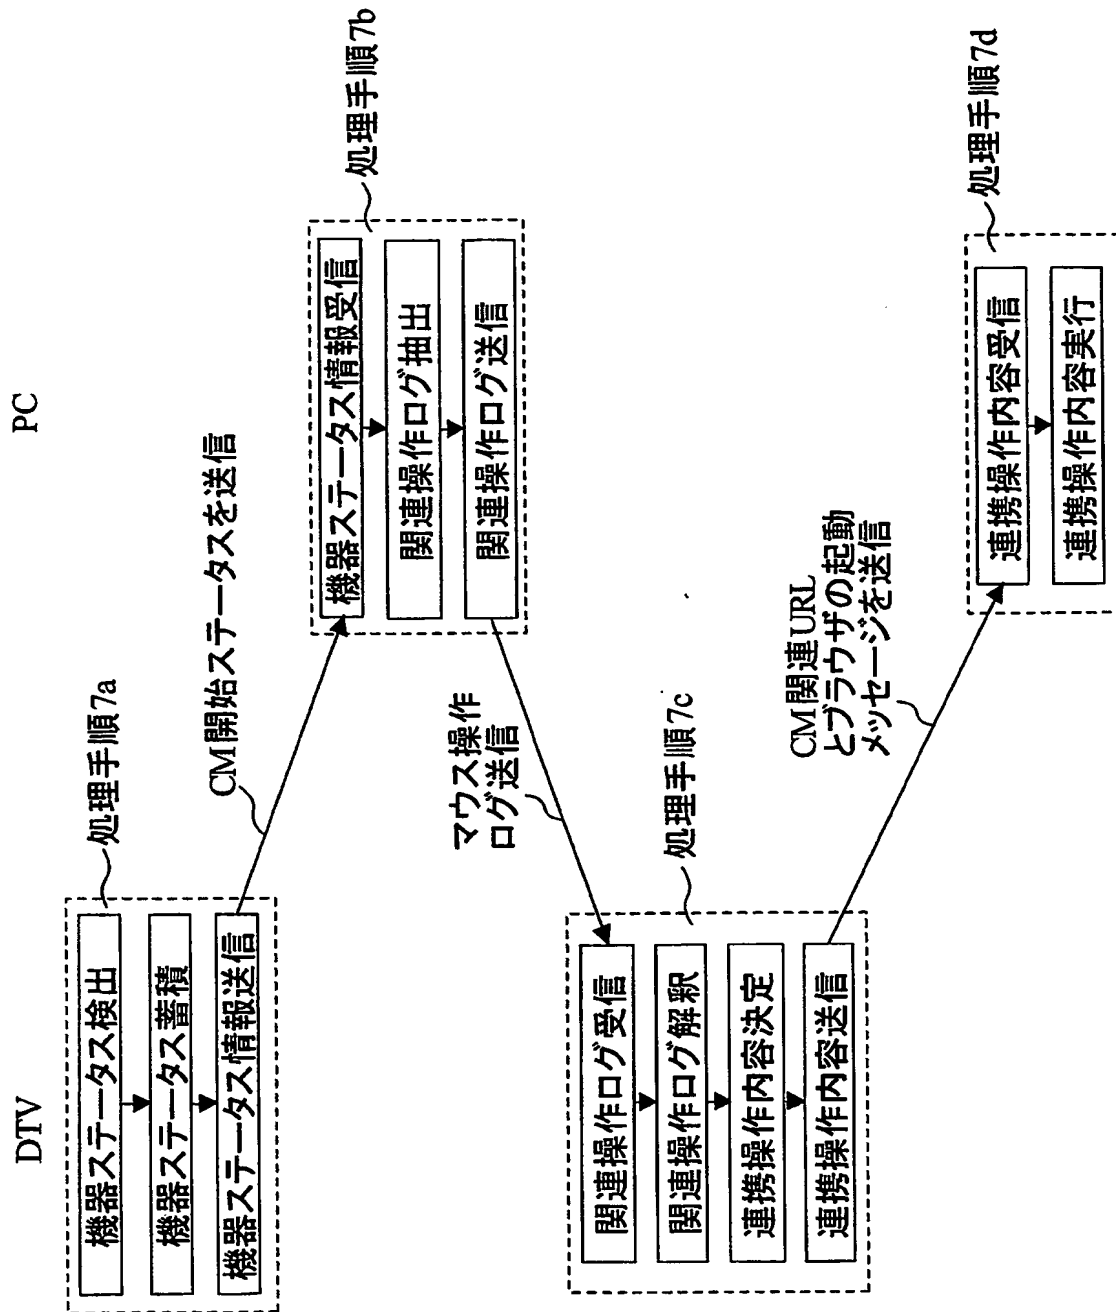 DTV
PC
処理手順7a
機器ステータス検出
機器ステータス蓄積
機器ステータス情報送信
CM開始ステータスを送信
処理手順7b
機器ステータス情報受信
関連操作ログ抽出
関連操作ログ送信
マウス操作
ログ送信
処理手順7c
関連操作ログ受信
関連操作ログ解釈
連携操作内容決定
連携操作内容送信
CM関連URL
とブラウザの起動
メッセージを送信
処理手順7d
連携操作内容受信
連携操作内容実行